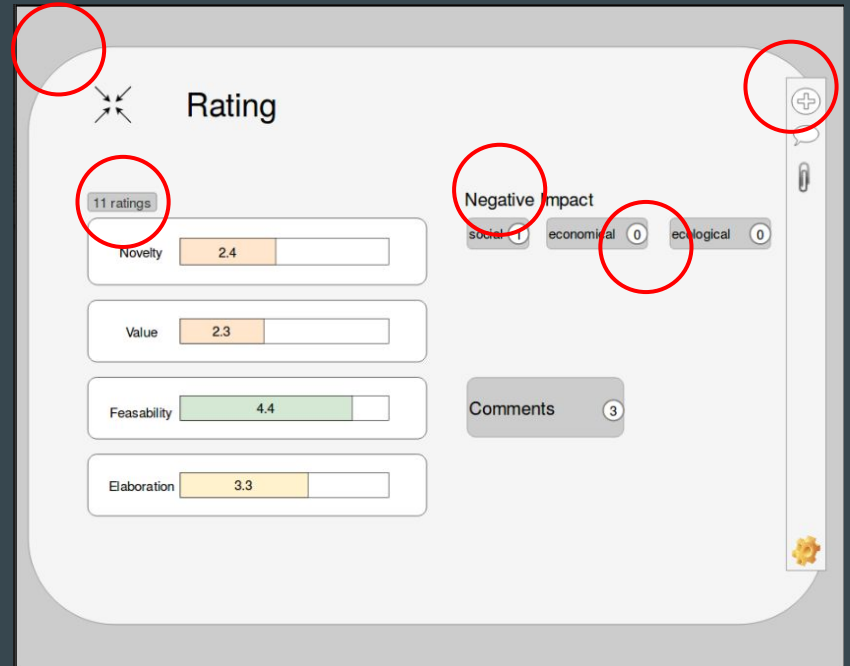 Rating
11 ratings
Novelty 2.4
Value 2.3
Feasability 4.4
Elaboration 3.3
Negative Impact
social 1 economical 0 ecological 0
Comments 3